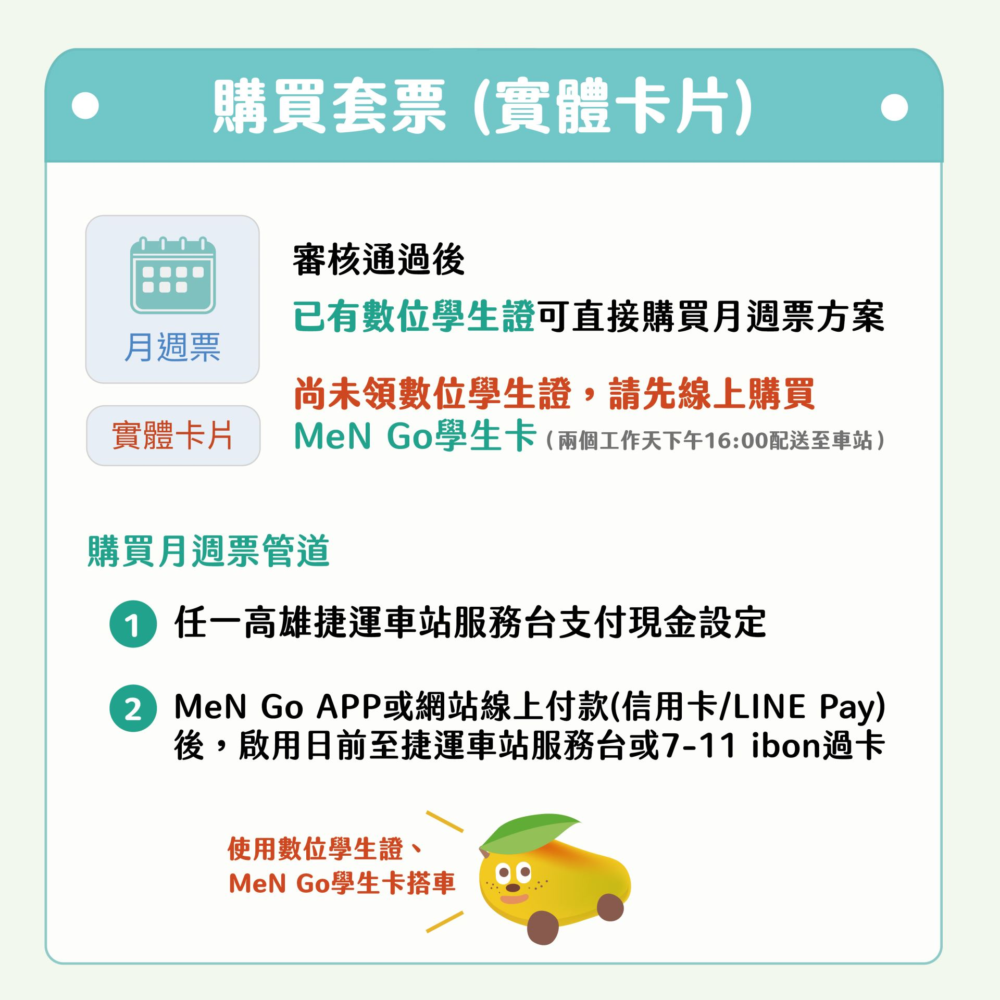 購買套票 (實體卡片)
月週票
實體卡片
審核通過後
已有數位學生證可直接購買月週票方案
尚未領數位學生證，請先線上購買
MeN Go學生卡（兩個工作天下午16:00配送至車站）
購買月週票管道
1 任一高雄捷運車站服務台支付現金設定
2 MeN Go APP或網站線上付款(信用卡/LINE Pay)
後，啟用日前至捷運車站服務台或7-11 ibon過卡
使用數位學生證、
MeN Go學生卡搭車